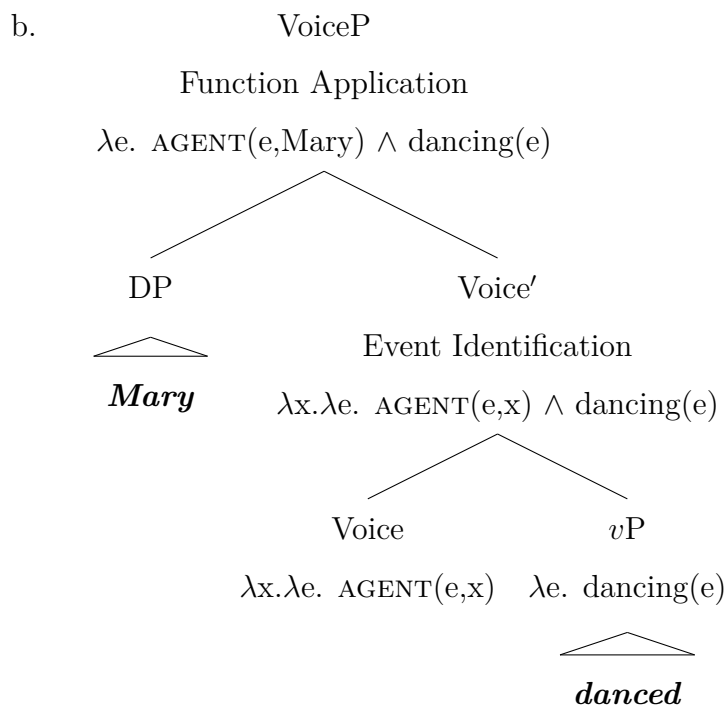 b. VoiceP
Function Application
λe. AGENT(e,Mary) ∧ dancing(e)
DP Voice′
Event Identification
Mary λx.λe. AGENT(e,x) ∧ dancing(e)
Voice vP
λx.λe. AGENT(e,x) λe. dancing(e)
danced